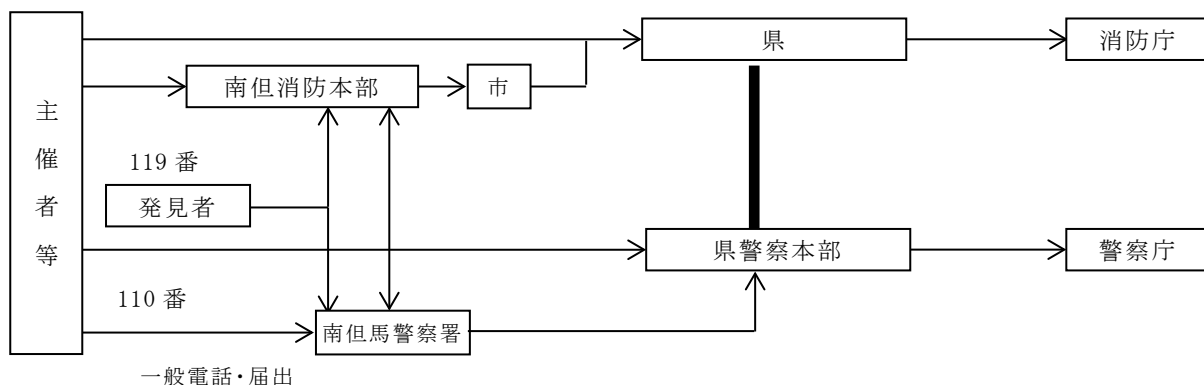 主催者等
県
消防庁
南但消防本部
市
119 番
発見者
県警察本部
警察庁
110 番
南但馬警察署
一般電話・届出